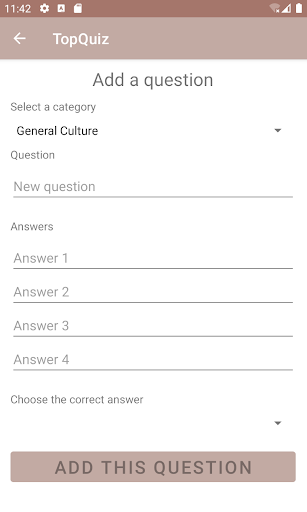 11:42
TopQuiz
Add a question
Select a category
General Culture
Question
New question
Answers
Answer 1
Answer 2
Answer 3
Answer 4
Choose the correct answer
ADD THIS QUESTION